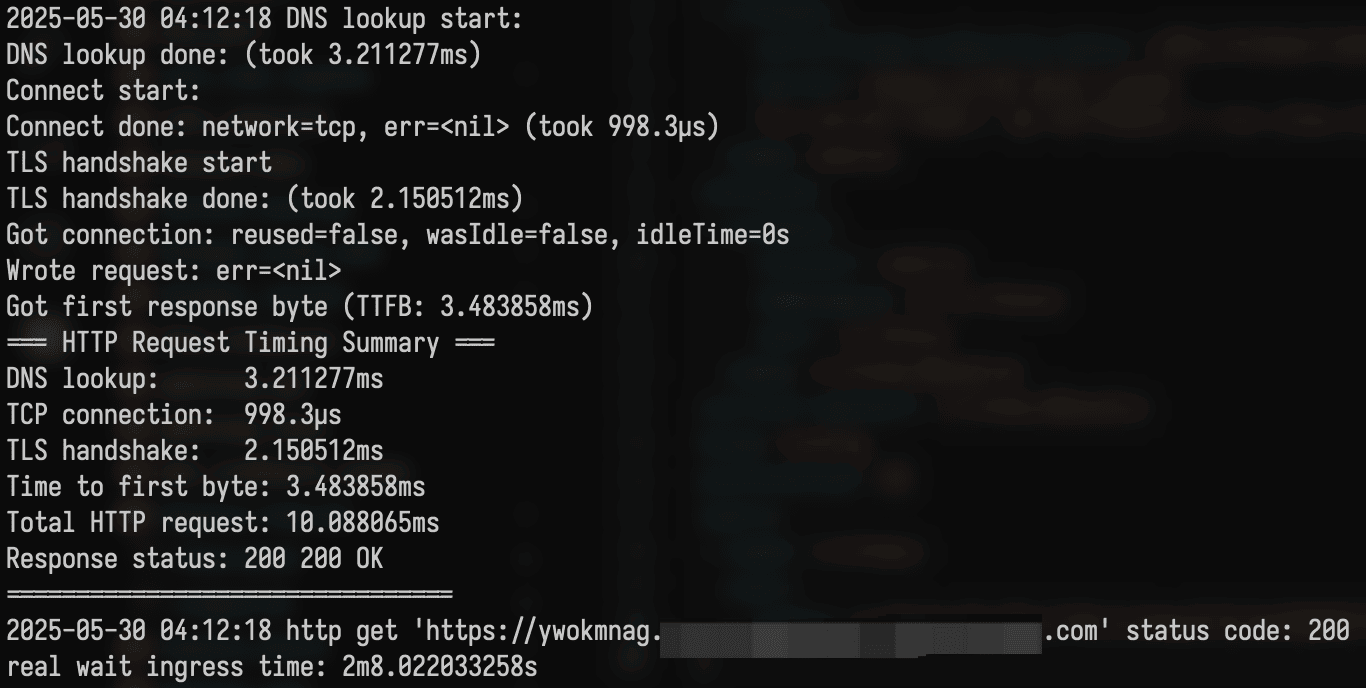 2025-05-30 04:12:18 DNS lookup start:
DNS lookup done: (took 3.211277ms)
Connect start:
Connect done: network=tcp, err=<nil> (took 998.3µs)
TLS handshake start
TLS handshake done: (took 2.150512ms)
Got connection: reused=false, wasIdle=false, idleTime=0s
Wrote request: err=<nil>
Got first response byte (TTFB: 3.483858ms)
=== HTTP Request Timing Summary ===
DNS lookup:      3.211277ms
TCP connection:  998.3µs
TLS handshake:   2.150512ms
Time to first byte: 3.483858ms
Total HTTP request: 10.088065ms
Response status: 200 200 OK
================================
2025-05-30 04:12:18 http get 'https://ywokmnag. .com' status code: 200
real wait ingress time: 2m8.022033258s